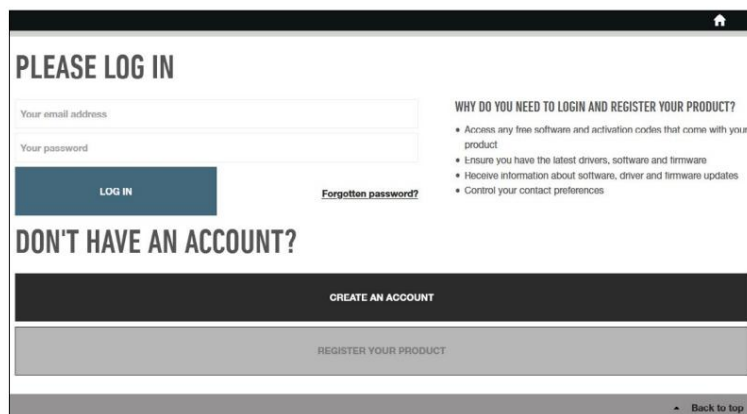 PLEASE LOG IN
Your email address
Your password
LOG IN
Forgotten password?
WHY DO YOU NEED TO LOGIN AND REGISTER YOUR PRODUCT?
• Access any free software and activation codes that come with your
product
• Ensure you have the latest drivers, software and firmware
• Receive information about software, driver and firmware updates
• Control your contact preferences
DON'T HAVE AN ACCOUNT?
CREATE AN ACCOUNT
REGISTER YOUR PRODUCT
Back to top